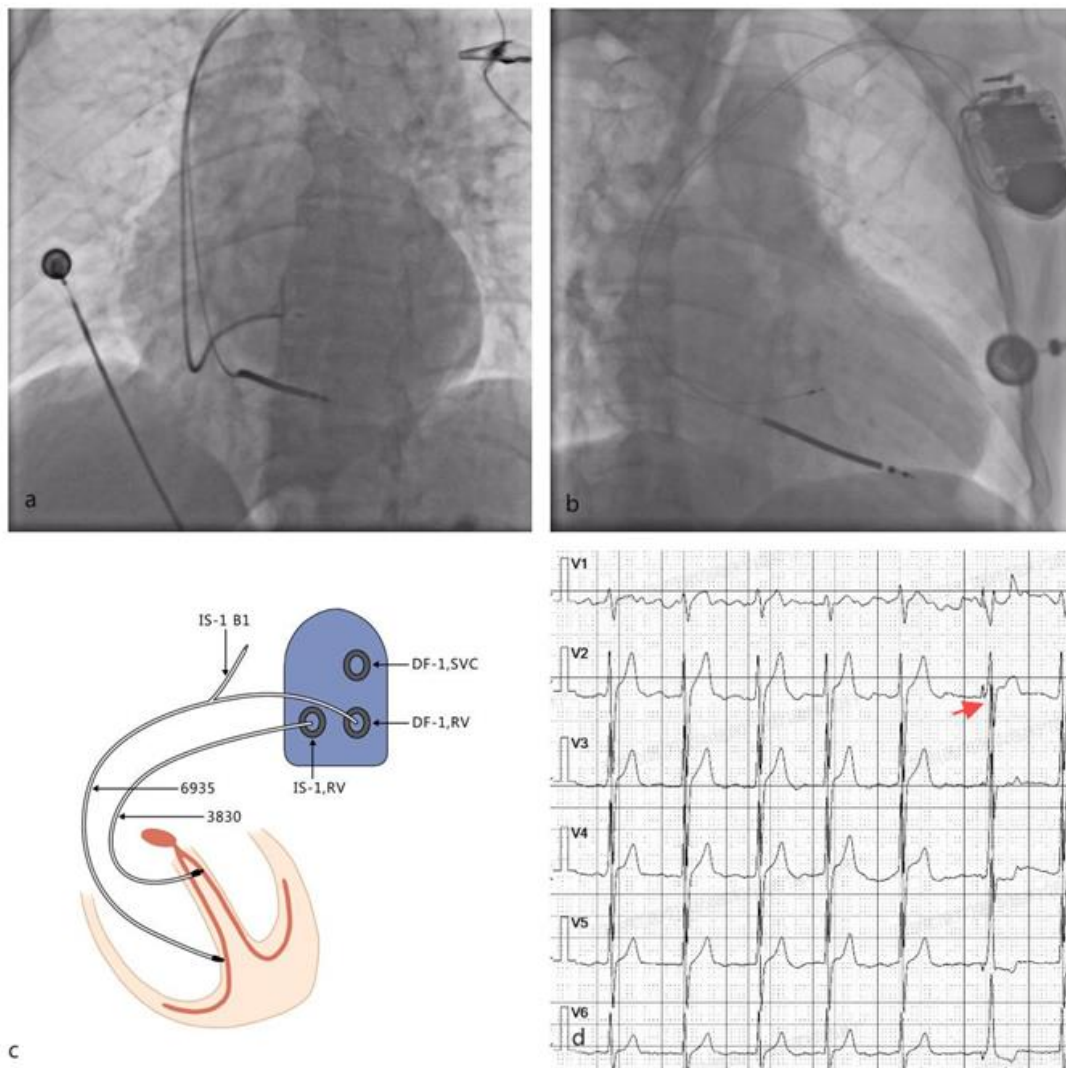 a
b
IS-1 B1
DF-1,SVC
DF-1,RV
IS-1,RV
6935
3830
c
V1
V2
V3
V4
V5
V6
d